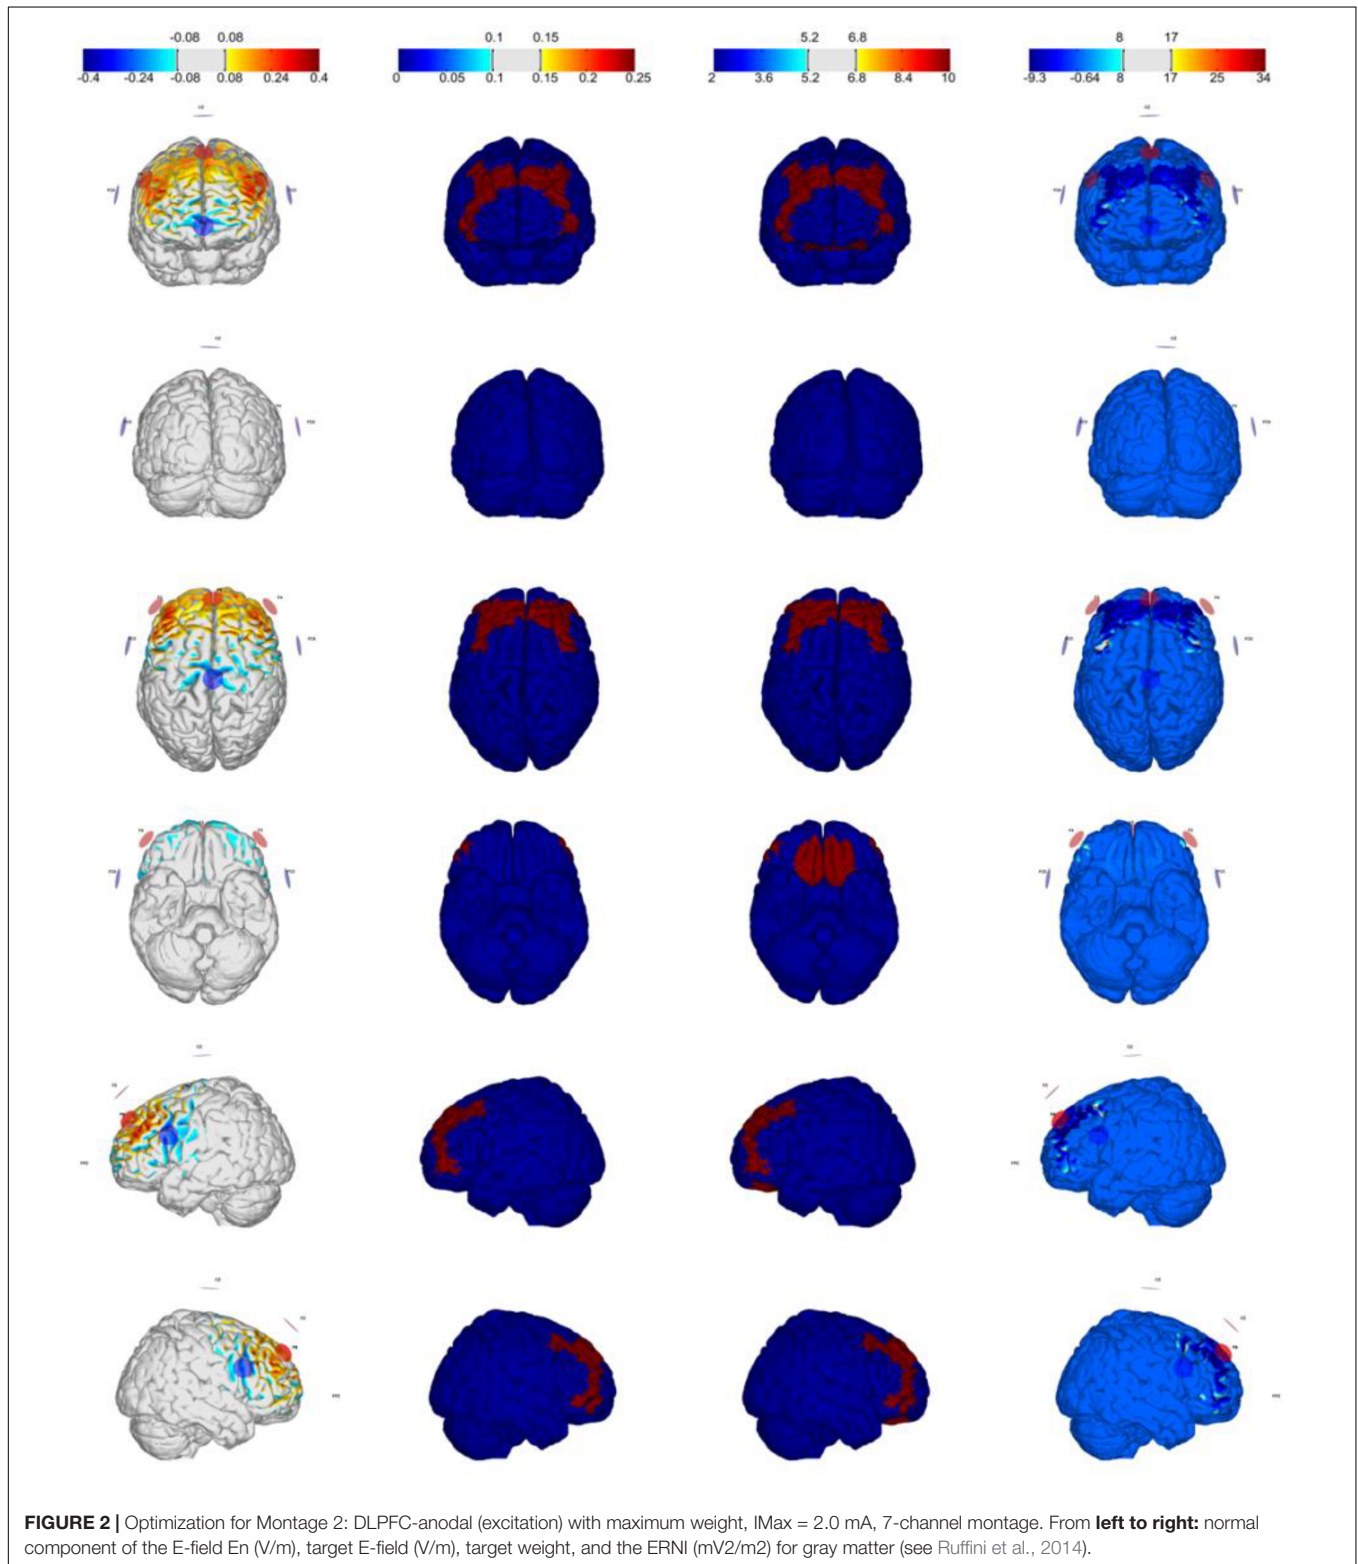 -0.08 0.08
-0.4 -0.24 -0.08 0.08 0.24 0.4
0.1 0.15
0 0.05 0.1 0.15 0.2 0.25
5.2 6.8
2 3.6 5.2 6.8 8.4 10
8 17
-9.3 -0.64 8 17 25 34
FIGURE 2 | Optimization for Montage 2: DLPFC-anodal (excitation) with maximum weight, IMax = 2.0 mA, 7-channel montage. From left to right: normal
component of the E-field En (V/m), target E-field (V/m), target weight, and the ERNI (mV2/m2) for gray matter (see Ruffini et al., 2014).